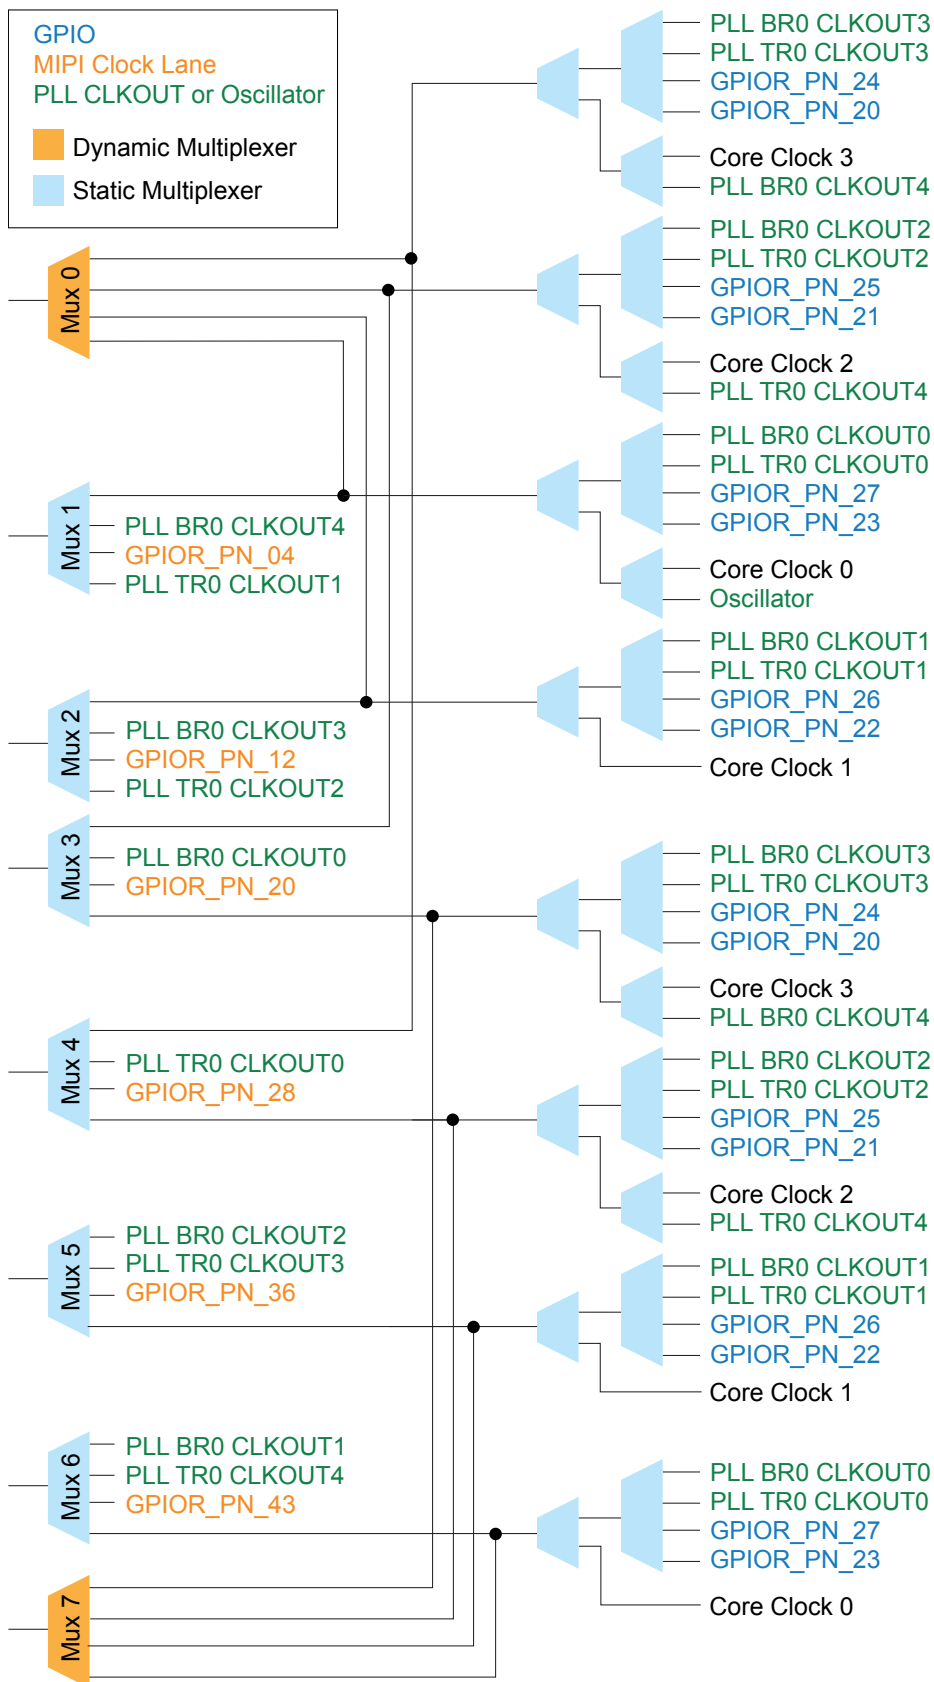 GPIO
MIPI Clock Lane
PLL CLKOUT or Oscillator
Dynamic Multiplexer
Static Multiplexer
PLL BR0 CLKOUT3
PLL TR0 CLKOUT3
GPIOR_PN_24
GPIOR_PN_20
Core Clock 3
PLL BR0 CLKOUT4
Mux 0
PLL BR0 CLKOUT2
PLL TR0 CLKOUT2
GPIOR_PN_25
GPIOR_PN_21
Core Clock 2
PLL TR0 CLKOUT4
Mux 1
PLL BR0 CLKOUT4
GPIOR_PN_04
PLL TR0 CLKOUT1
PLL BR0 CLKOUT0
PLL TR0 CLKOUT0
GPIOR_PN_27
GPIOR_PN_23
Core Clock 0
Oscillator
Mux 2
PLL BR0 CLKOUT3
GPIOR_PN_12
PLL TR0 CLKOUT2
PLL BR0 CLKOUT1
PLL TR0 CLKOUT1
GPIOR_PN_26
GPIOR_PN_22
Core Clock 1
Mux 3
PLL BR0 CLKOUT0
GPIOR_PN_20
PLL BR0 CLKOUT3
PLL TR0 CLKOUT3
GPIOR_PN_24
GPIOR_PN_20
Core Clock 3
PLL BR0 CLKOUT4
Mux 4
PLL TR0 CLKOUT0
GPIOR_PN_28
PLL BR0 CLKOUT2
PLL TR0 CLKOUT2
GPIOR_PN_25
GPIOR_PN_21
Core Clock 2
PLL TR0 CLKOUT4
Mux 5
PLL BR0 CLKOUT2
PLL TR0 CLKOUT3
GPIOR_PN_36
PLL BR0 CLKOUT1
PLL TR0 CLKOUT1
GPIOR_PN_26
GPIOR_PN_22
Core Clock 1
Mux 6
PLL BR0 CLKOUT1
PLL TR0 CLKOUT4
GPIOR_PN_43
PLL BR0 CLKOUT0
PLL TR0 CLKOUT0
GPIOR_PN_27
GPIOR_PN_23
Core Clock 0
Mux 7